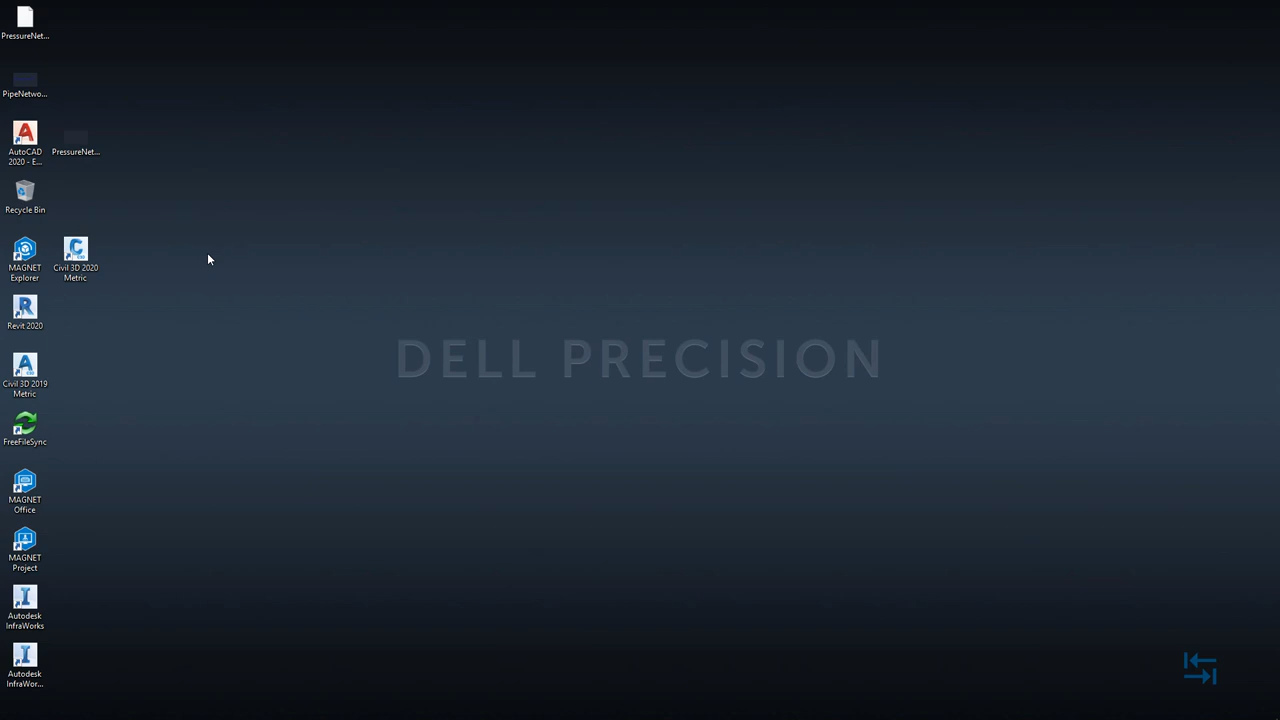 PressureNet...
PipeNetwo...
AutoCAD
2020 - E...
PressureNet...
Recycle Bin
MAGNET
Explorer
Civil 3D 2020
Metric
Revit 2020
DELL PRECISION
Civil 3D 2019
Metric
FreeFileSync
MAGNET
Office
MAGNET
Project
Autodesk
InfraWorks
Autodesk
InfraWor...